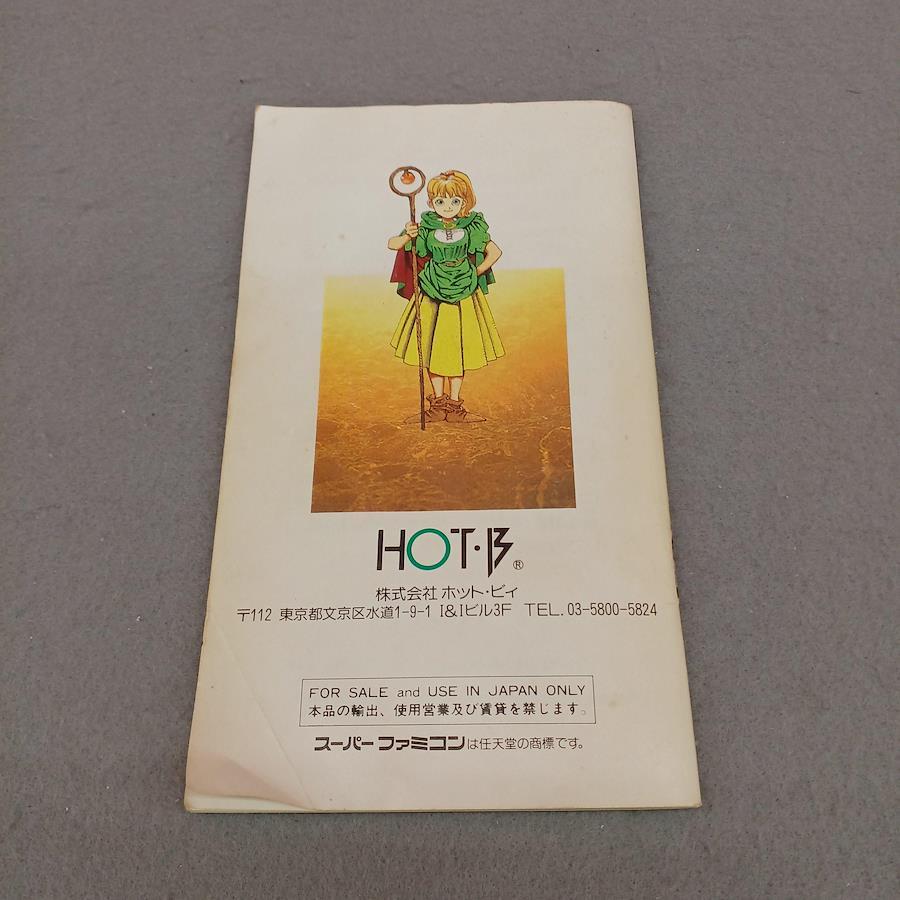 HOT・B®
株式会社 ホット・ビィ
〒112 東京都文京区水道1-9-1 I&Iビル3F TEL. 03-5800-5824
FOR SALE and USE IN JAPAN ONLY
本品の輸出、使用営業及び賃貸を禁じます。
スーパーファミコンは任天堂の商標です。